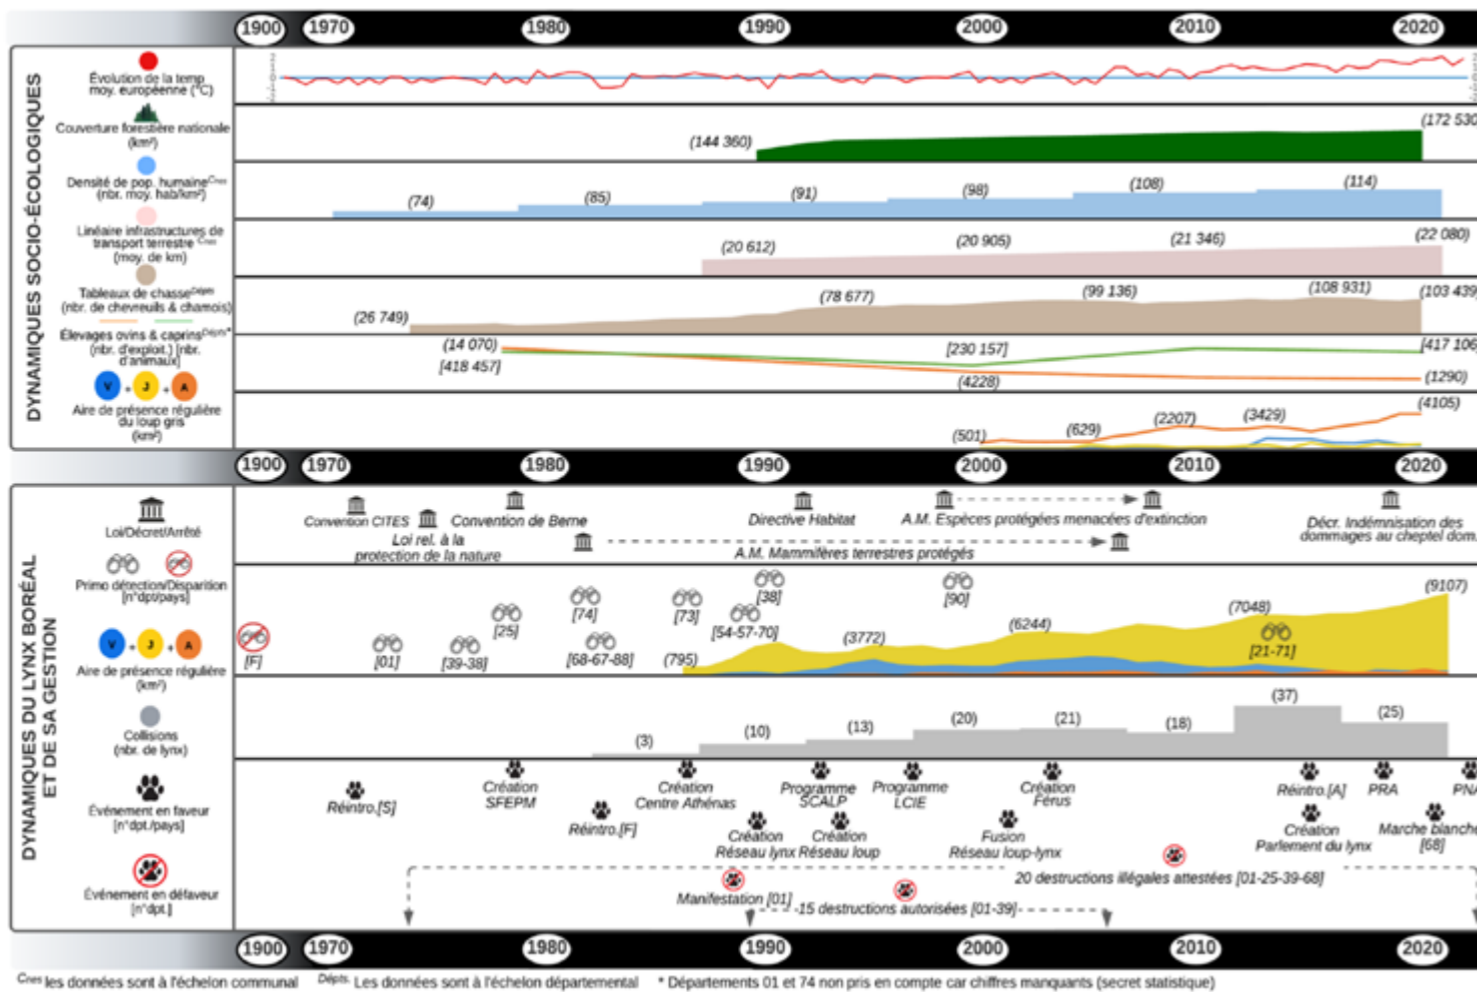 1900 1970 1980 1990 2000 2010 2020
DYNAMIQUES SOCIO-ÉCOLOGIQUES
Évolution de la temp
moy. européenne (°C)
Couverture forestière nationale
(km²)
(144 360) (172 530
Densité de pop. humaine Cnes
(nbr. moy. hab/km²)
(74) (85) (91) (98) (108) (114)
Linéaire infrastructures de
transport terrestre Cnes
(moy. de km)
(20 612) (20 905) (21 346) (22 080)
Tableaux de chasse Dépts
(nbr. de chevreuils & chamois)
(26 749) (78 677) (99 136) (108 931) (103 439)
Élevages ovins & caprins Dépts*
(nbr. d'exploit.) [nbr.
d'animaux]
(14 070) [230 157] [417 106]
[418 457] (4228) (1290)
V + J + A
Aire de présence régulière
du loup gris
(km²)
(501) (629) (2207) (3429) (4105)
1900 1970 1980 1990 2000 2010 2020
DYNAMIQUES DU LYNX BORÉAL
ET DE SA GESTION
Loi/Décret/Arrêté
Convention CITES
Loi rel. à la
protection de la nature
Convention de Berne
Directive Habitat
A.M. Espèces protégées menacées d'extinction
A.M. Mammifères terrestres protégés
Décr. Indémnisation des
dommages au cheptel dom.
Primo détection/Disparition
[n°dpt/pays]
[F] [01] [39-38] [25] [74] [68-67-88] [73] [54-57-70] [38] [90] [21-71]
V + J + A
Aire de présence régulière
(km²)
(795) (3772) (6244) (7048) (9107)
Collisions
(nbr. de lynx)
(3) (10) (13) (20) (21) (18) (37) (25)
Événement en faveur
[n°dpt./pays]
Réintro.[S]
Création
SFEPM
Réintro.[F]
Création
Centre Athénas
Création
Réseau lynx
Programme
SCALP
Création
Réseau loup
Programme
LCIE
Fusion
Réseau loup-lynx
Création
Férus
Réintro.[A]
Création
Parlement du lynx
PRA
Marche blanche
[68]
PNA
Événement en défaveur
[n°dpt.]
Manifestation [01]
15 destructions autorisées [01-39]
20 destructions illégales attestées [01-25-39-68]
1900 1970 1980 1990 2000 2010 2020
Cnes les données sont à l'échelon communal Dépts. Les données sont à l'échelon départemental * Départements 01 et 74 non pris en compte car chiffres manquants (secret statistique)